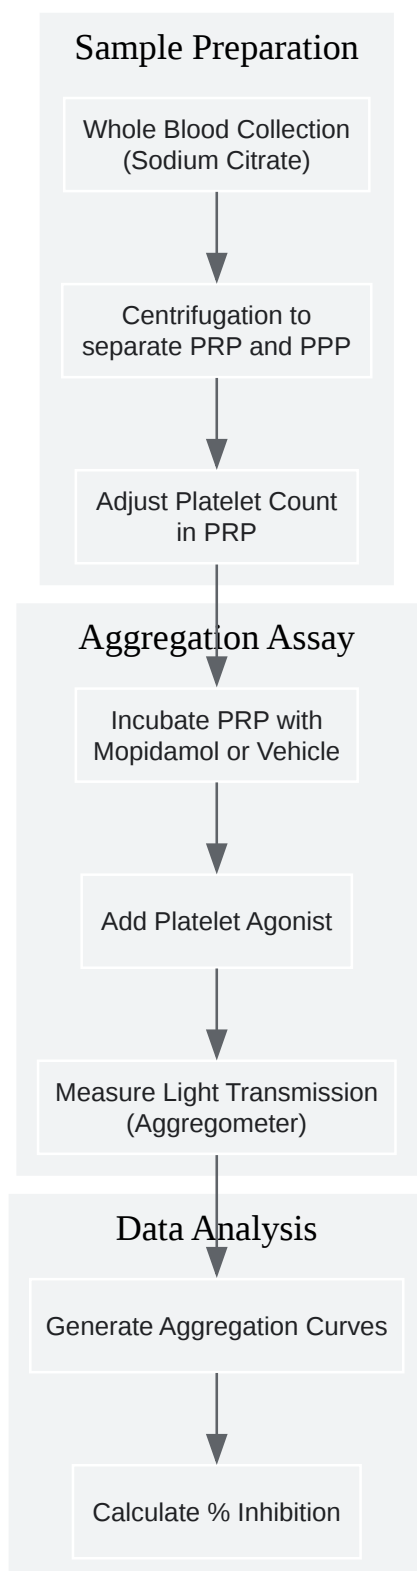 Sample Preparation
Whole Blood Collection
(Sodium Citrate)
Centrifugation to
separate PRP and PPP
Adjust Platelet Count
in PRP
Aggregation Assay
Incubate PRP with
Mopidamol or Vehicle
Add Platelet Agonist
Measure Light Transmission
(Aggregometer)
Data Analysis
Generate Aggregation Curves
Calculate % Inhibition